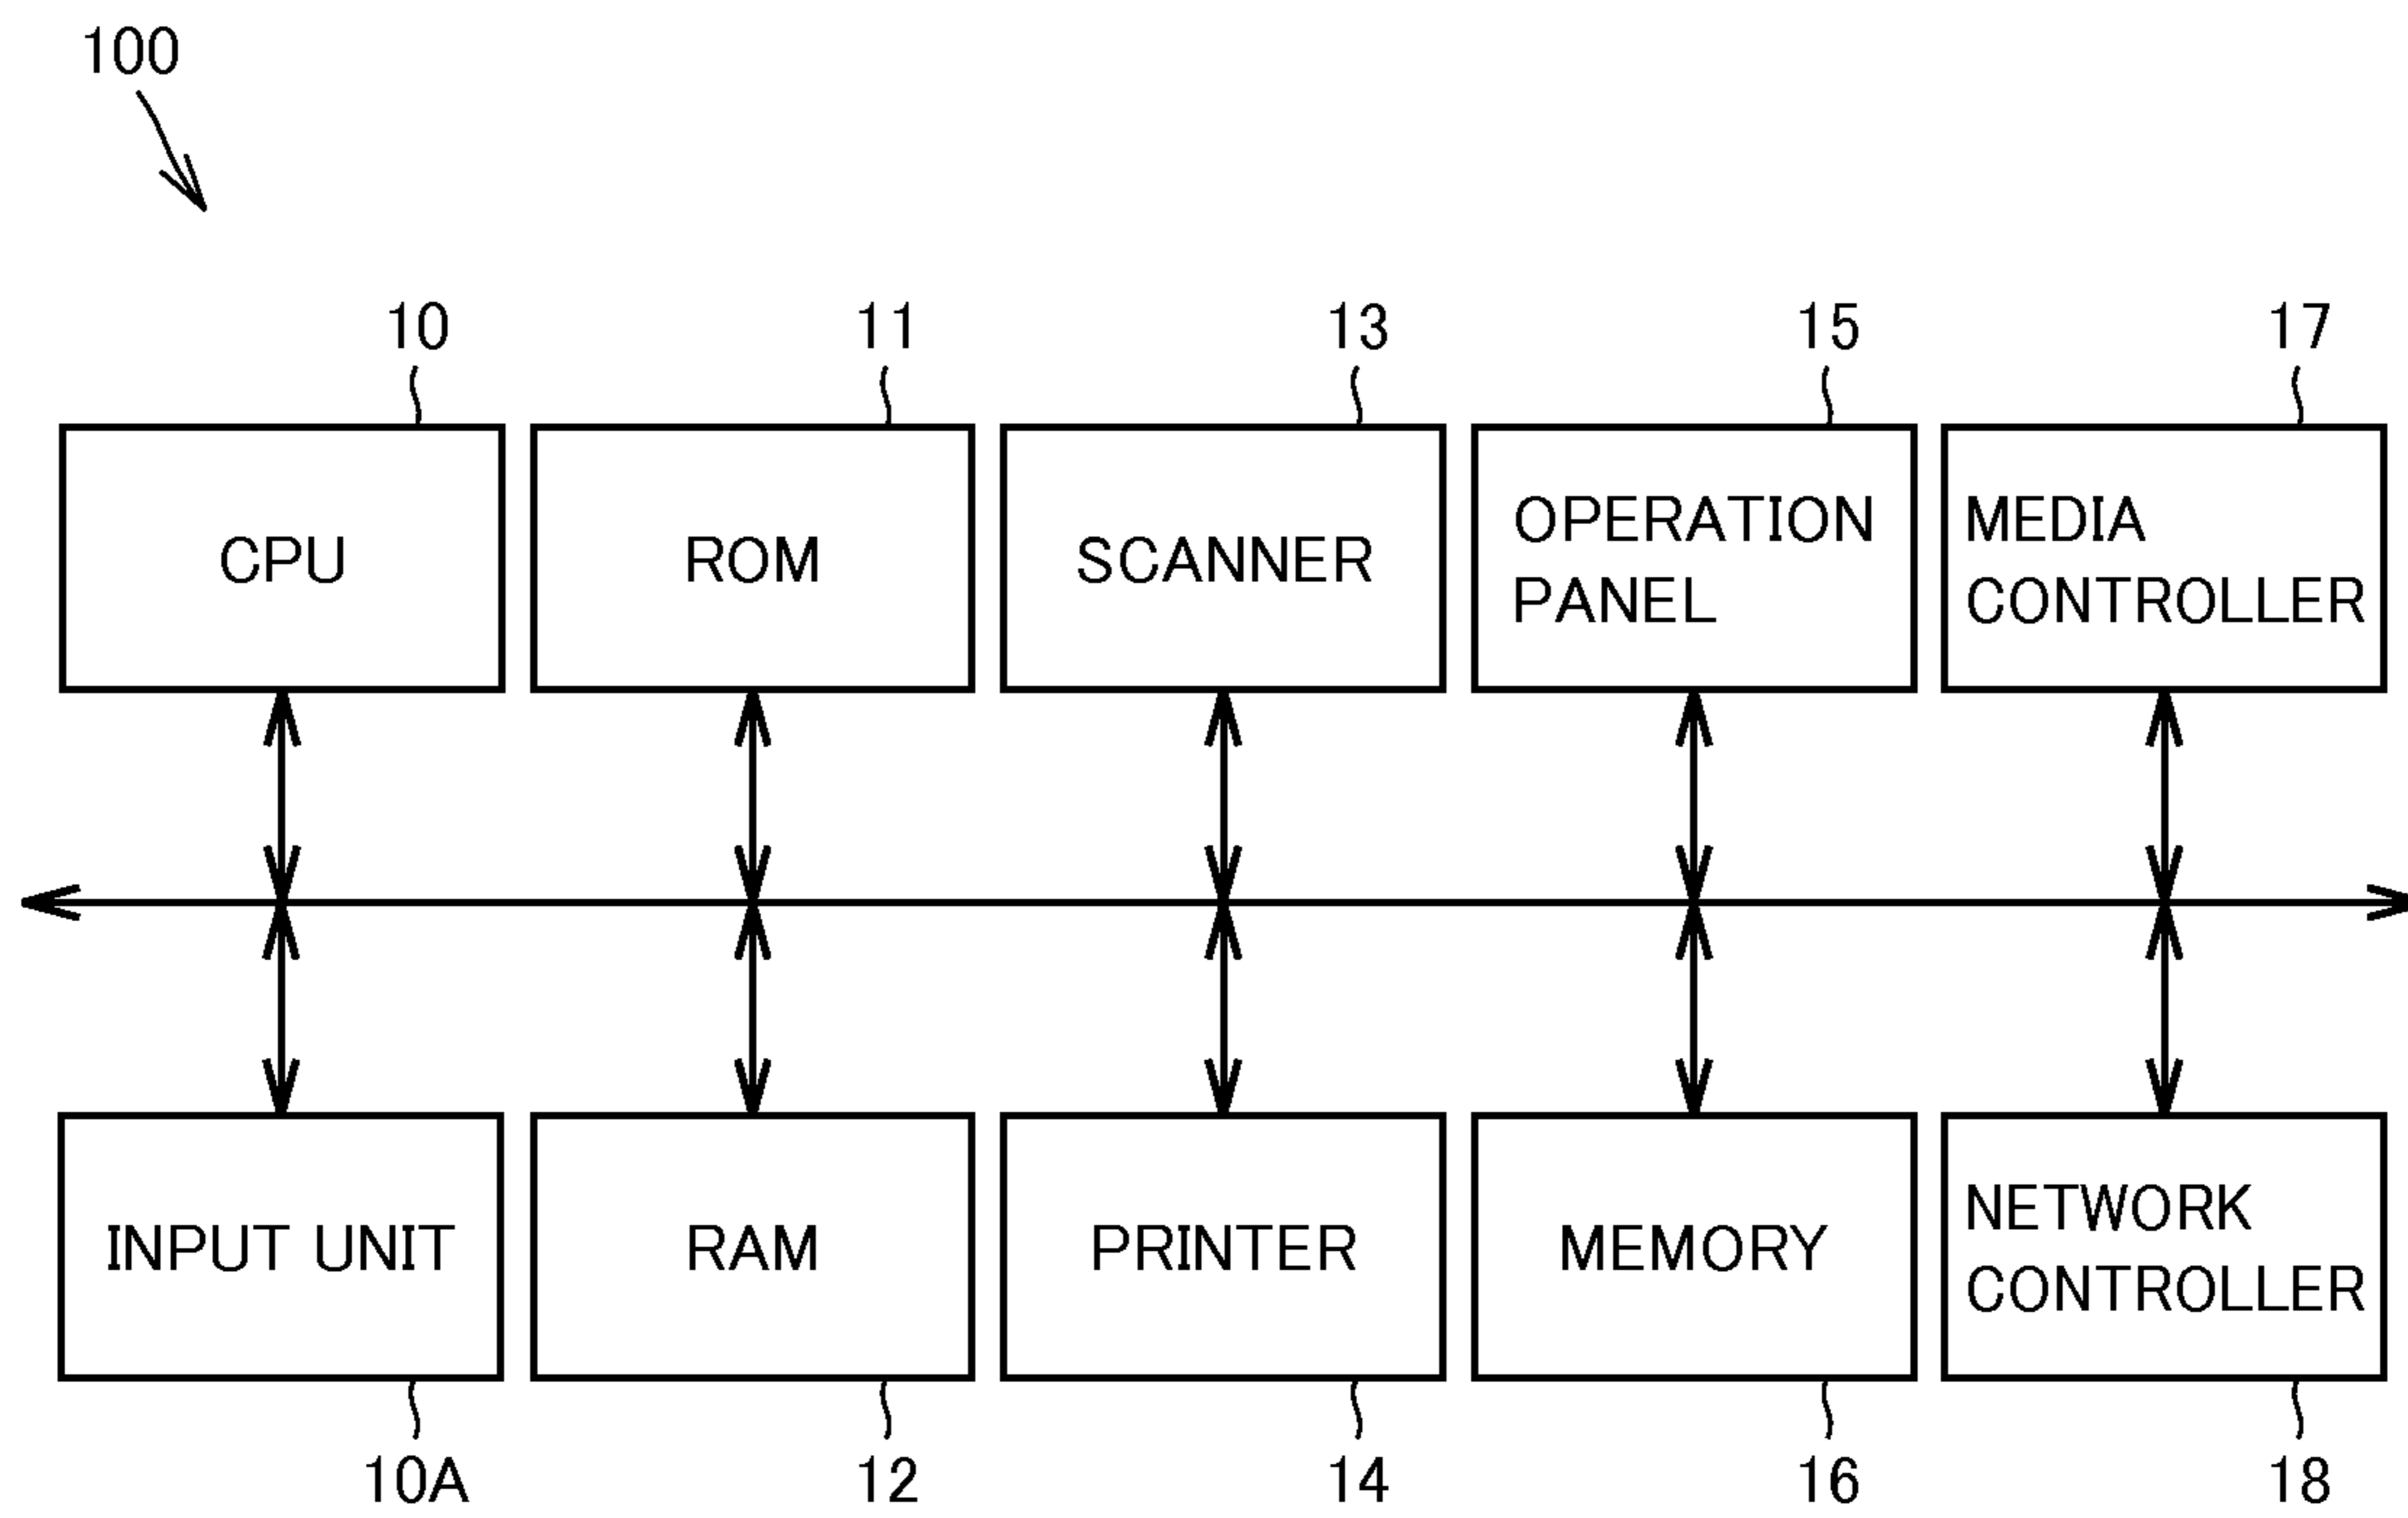 100
10
11
13
15
17
CPU
ROM
SCANNER
OPERATION
PANEL
MEDIA
CONTROLLER
INPUT UNIT
RAM
PRINTER
MEMORY
NETWORK
CONTROLLER
10A
12
14
16
18